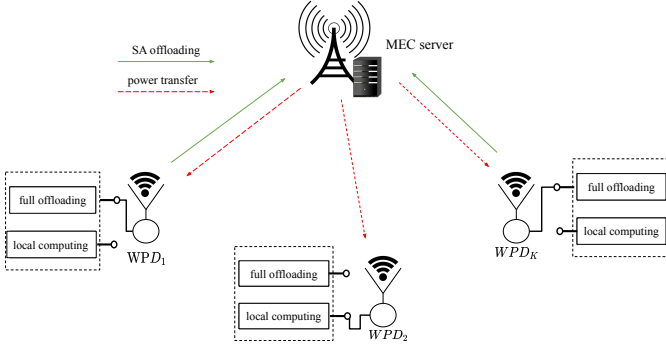 MEC server
SA offloading
power transfer
full offloading
local computing
WPD₁
full offloading
local computing
WPD₂
full offloading
local computing
WPD_K